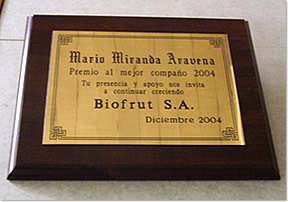 Mario Miranda Aravena
Premio al mejor compaño 2004
Tu presencia y apoyo nos invita
a continuar creciendo
Biofrut S.A.
Diciembre 2004